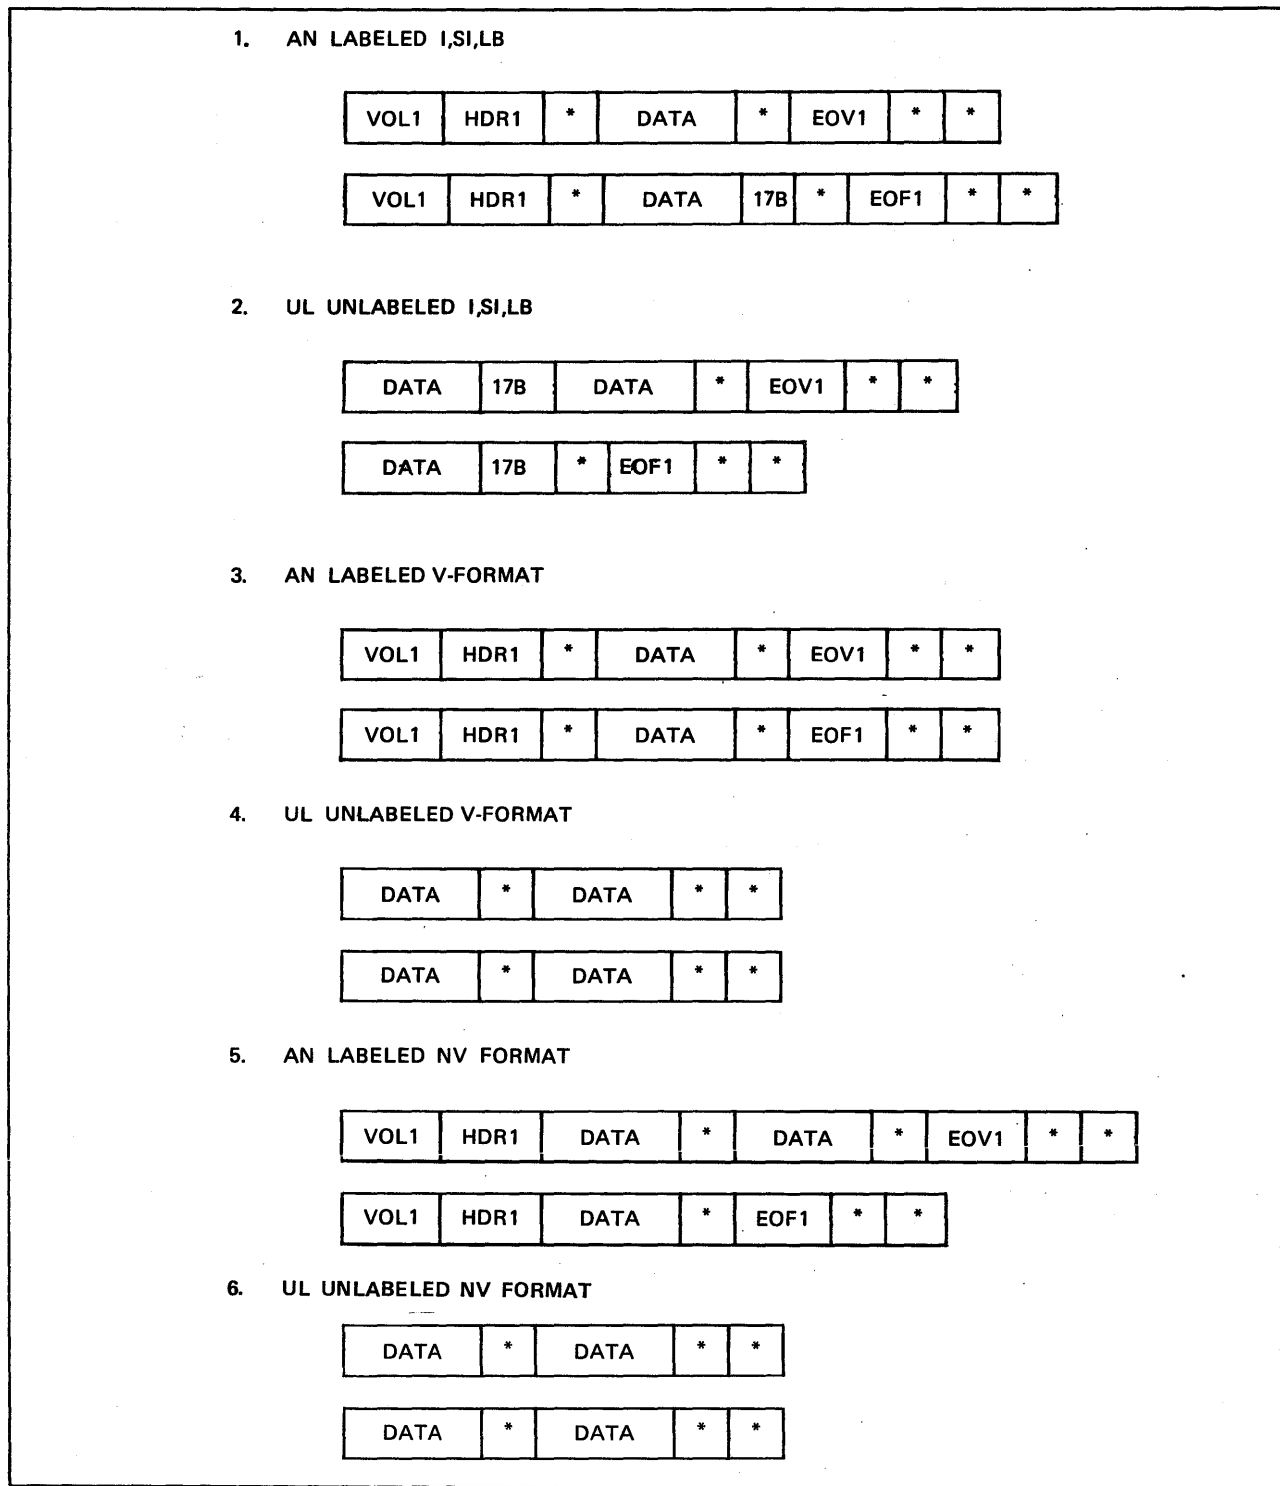 1. AN LABELED I,SI,LB
VOL1 HDR1 * DATA * EOV1 * *
VOL1 HDR1 * DATA 17B * EOF1 * *
2. UL UNLABELED I,SI,LB
DATA 17B DATA * EOV1 * *
DATA 17B * EOF1 * *
3. AN LABELED V-FORMAT
VOL1 HDR1 * DATA * EOV1 * *
VOL1 HDR1 * DATA * EOF1 * *
4. UL UNLABELED V-FORMAT
DATA * DATA * *
DATA * DATA * *
5. AN LABELED NV FORMAT
VOL1 HDR1 DATA * DATA * EOV1 * *
VOL1 HDR1 DATA * EOF1 * *
6. UL UNLABELED NV FORMAT
DATA * DATA * *
DATA * DATA * *